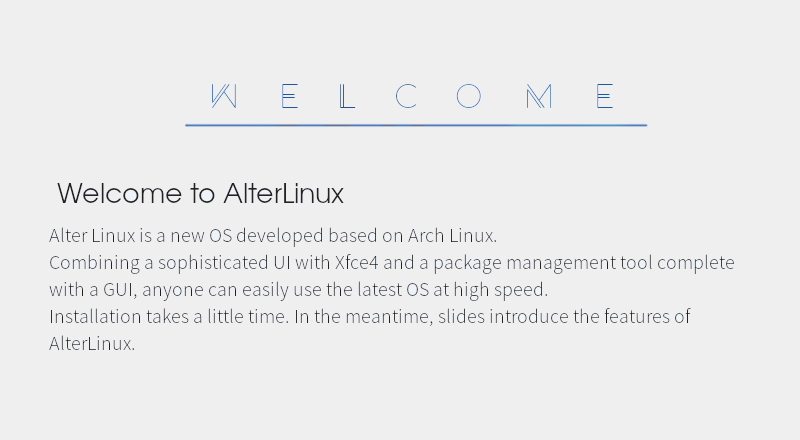 WELCOME
Welcome to AlterLinux
Alter Linux is a new OS developed based on Arch Linux.
Combining a sophisticated UI with Xfce4 and a package management tool complete
with a GUI, anyone can easily use the latest OS at high speed.
Installation takes a little time. In the meantime, slides introduce the features of
AlterLinux.